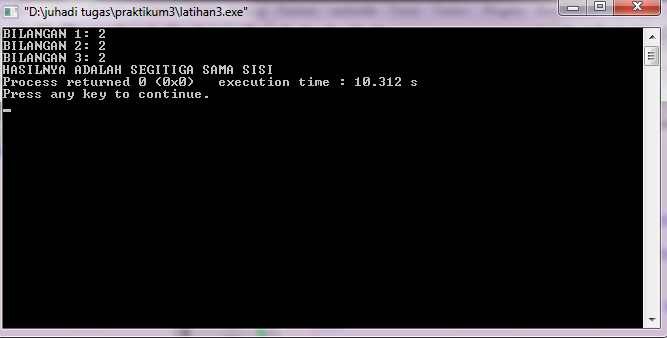 "D:\juhadi tugas\praktikum3\latihan3.exe"
BILANGAN 1: 2
BILANGAN 2: 2
BILANGAN 3: 2
HASILNYA ADALAH SEGITIGA SAMA SISI
Process returned 0 (0x0)   execution time : 10.312 s
Press any key to continue.